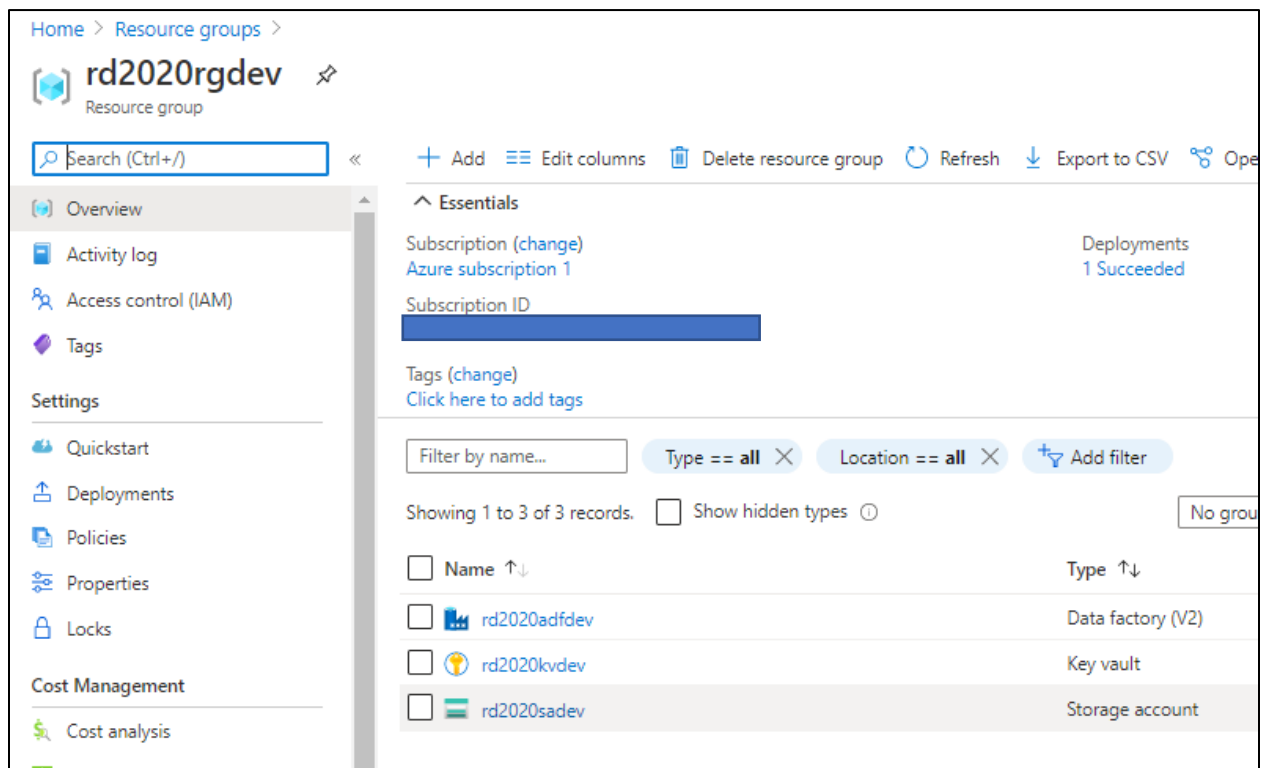 Home > Resource groups >
rd2020rgdev
Resource group
Search (Ctrl+/)
«
Overview
Activity log
Access control (IAM)
Tags
Settings
Quickstart
Deployments
Policies
Properties
Locks
Cost Management
Cost analysis
+ Add Edit columns Delete resource group Refresh Export to CSV Ope
Essentials
Subscription (change)
Azure subscription 1
Deployments
1 Succeeded
Subscription ID
Tags (change)
Click here to add tags
Filter by name... Type == all Location == all Add filter
Showing 1 to 3 of 3 records. Show hidden types No grou
Name ↑↓ Type ↑↓
rd2020adfdev Data factory (V2)
rd2020kvdev Key vault
rd2020sadev Storage account